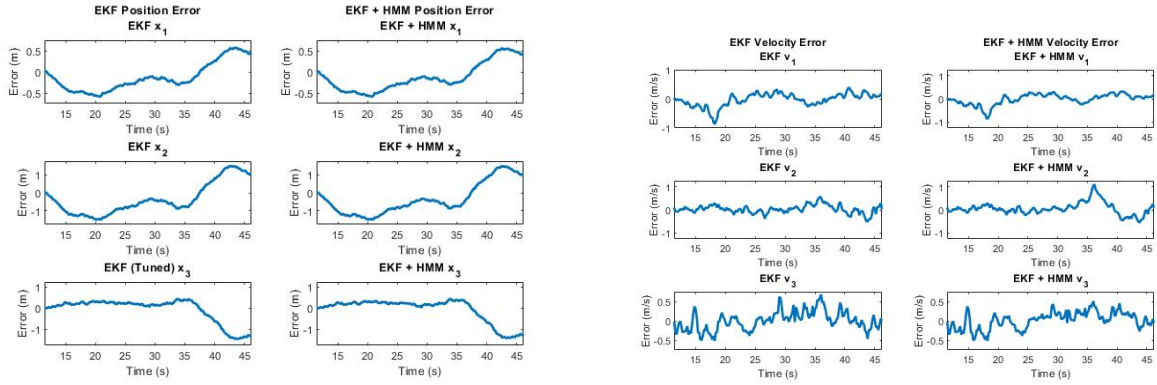 EKF Position Error
EKF x1
0.5
0
-0.5
Error (m)
15 20 25 30 35 40 45
Time (s)
EKF + HMM Position Error
EKF + HMM x1
0.5
0
-0.5
Error (m)
15 20 25 30 35 40 45
Time (s)
EKF x2
1
0
-1
Error (m)
15 20 25 30 35 40 45
Time (s)
EKF + HMM x2
1
0
-1
Error (m)
15 20 25 30 35 40 45
Time (s)
EKF (Tuned) x3
1
0
-1
Error (m)
15 20 25 30 35 40 45
Time (s)
EKF + HMM x3
1
0
-1
Error (m)
15 20 25 30 35 40 45
Time (s)
EKF Velocity Error
EKF v1
1
0
-1
Error (m/s)
15 20 25 30 35 40 45
Time (s)
EKF + HMM Velocity Error
EKF + HMM v1
1
0
-1
Error (m/s)
15 20 25 30 35 40 45
Time (s)
EKF v2
1
0
-1
Error (m/s)
15 20 25 30 35 40 45
Time (s)
EKF + HMM v2
1
0
-1
Error (m/s)
15 20 25 30 35 40 45
Time (s)
EKF v3
0.5
0
-0.5
Error (m/s)
15 20 25 30 35 40 45
Time (s)
EKF + HMM v3
0.5
0
-0.5
Error (m/s)
15 20 25 30 35 40 45
Time (s)